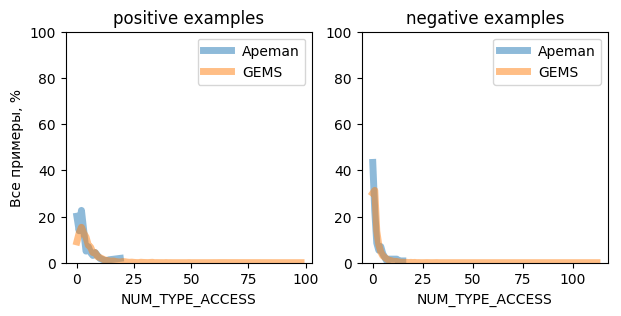 positive examples
negative examples
100
80
60
40
20
0
Все примеры, %
0 25 50 75 100
NUM_TYPE_ACCESS
Apeman
GEMS
100
80
60
40
20
0
0 25 50 75 100
NUM_TYPE_ACCESS
Apeman
GEMS